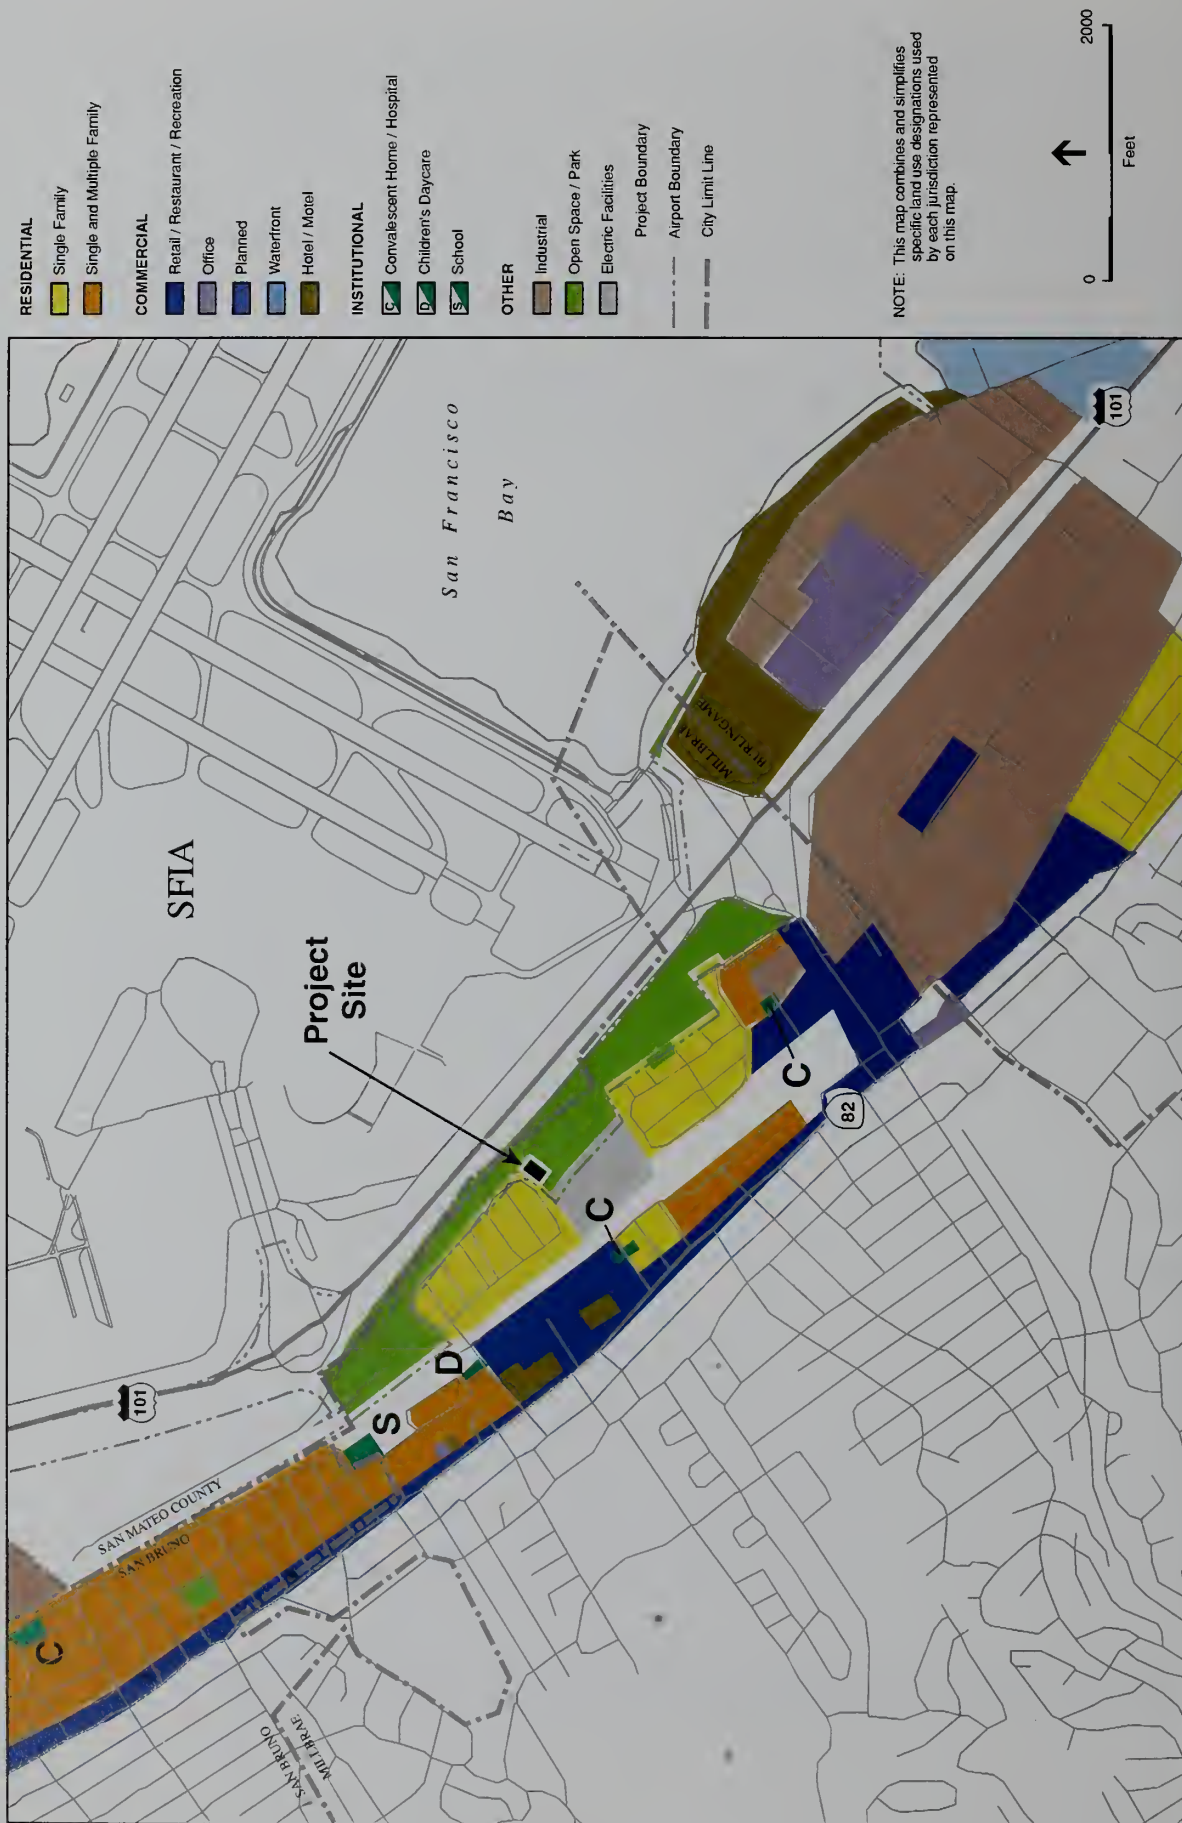 RESIDENTIAL
Single Family
Single and Multiple Family
COMMERCIAL
Retail / Restaurant / Recreation
Office
Planned
Waterfront
Hotel / Motel
INSTITUTIONAL
C Convalescent Home / Hospital
D Children's Daycare
S School
OTHER
Industrial
Open Space / Park
Electric Facilities
Project Boundary
Airport Boundary
City Limit Line
NOTE: This map combines and simplifies
specific land use designations used
by each jurisdiction represented
on this map.
0
2000
Feet
SFIA
San Francisco
Bay
Project
Site
101
SAN MATEO COUNTY
SAN BRUNO
C
S
D
C
C
82
MILLBRAE
BURLINGAME
101
SAN BRUNO
MILLBRAE